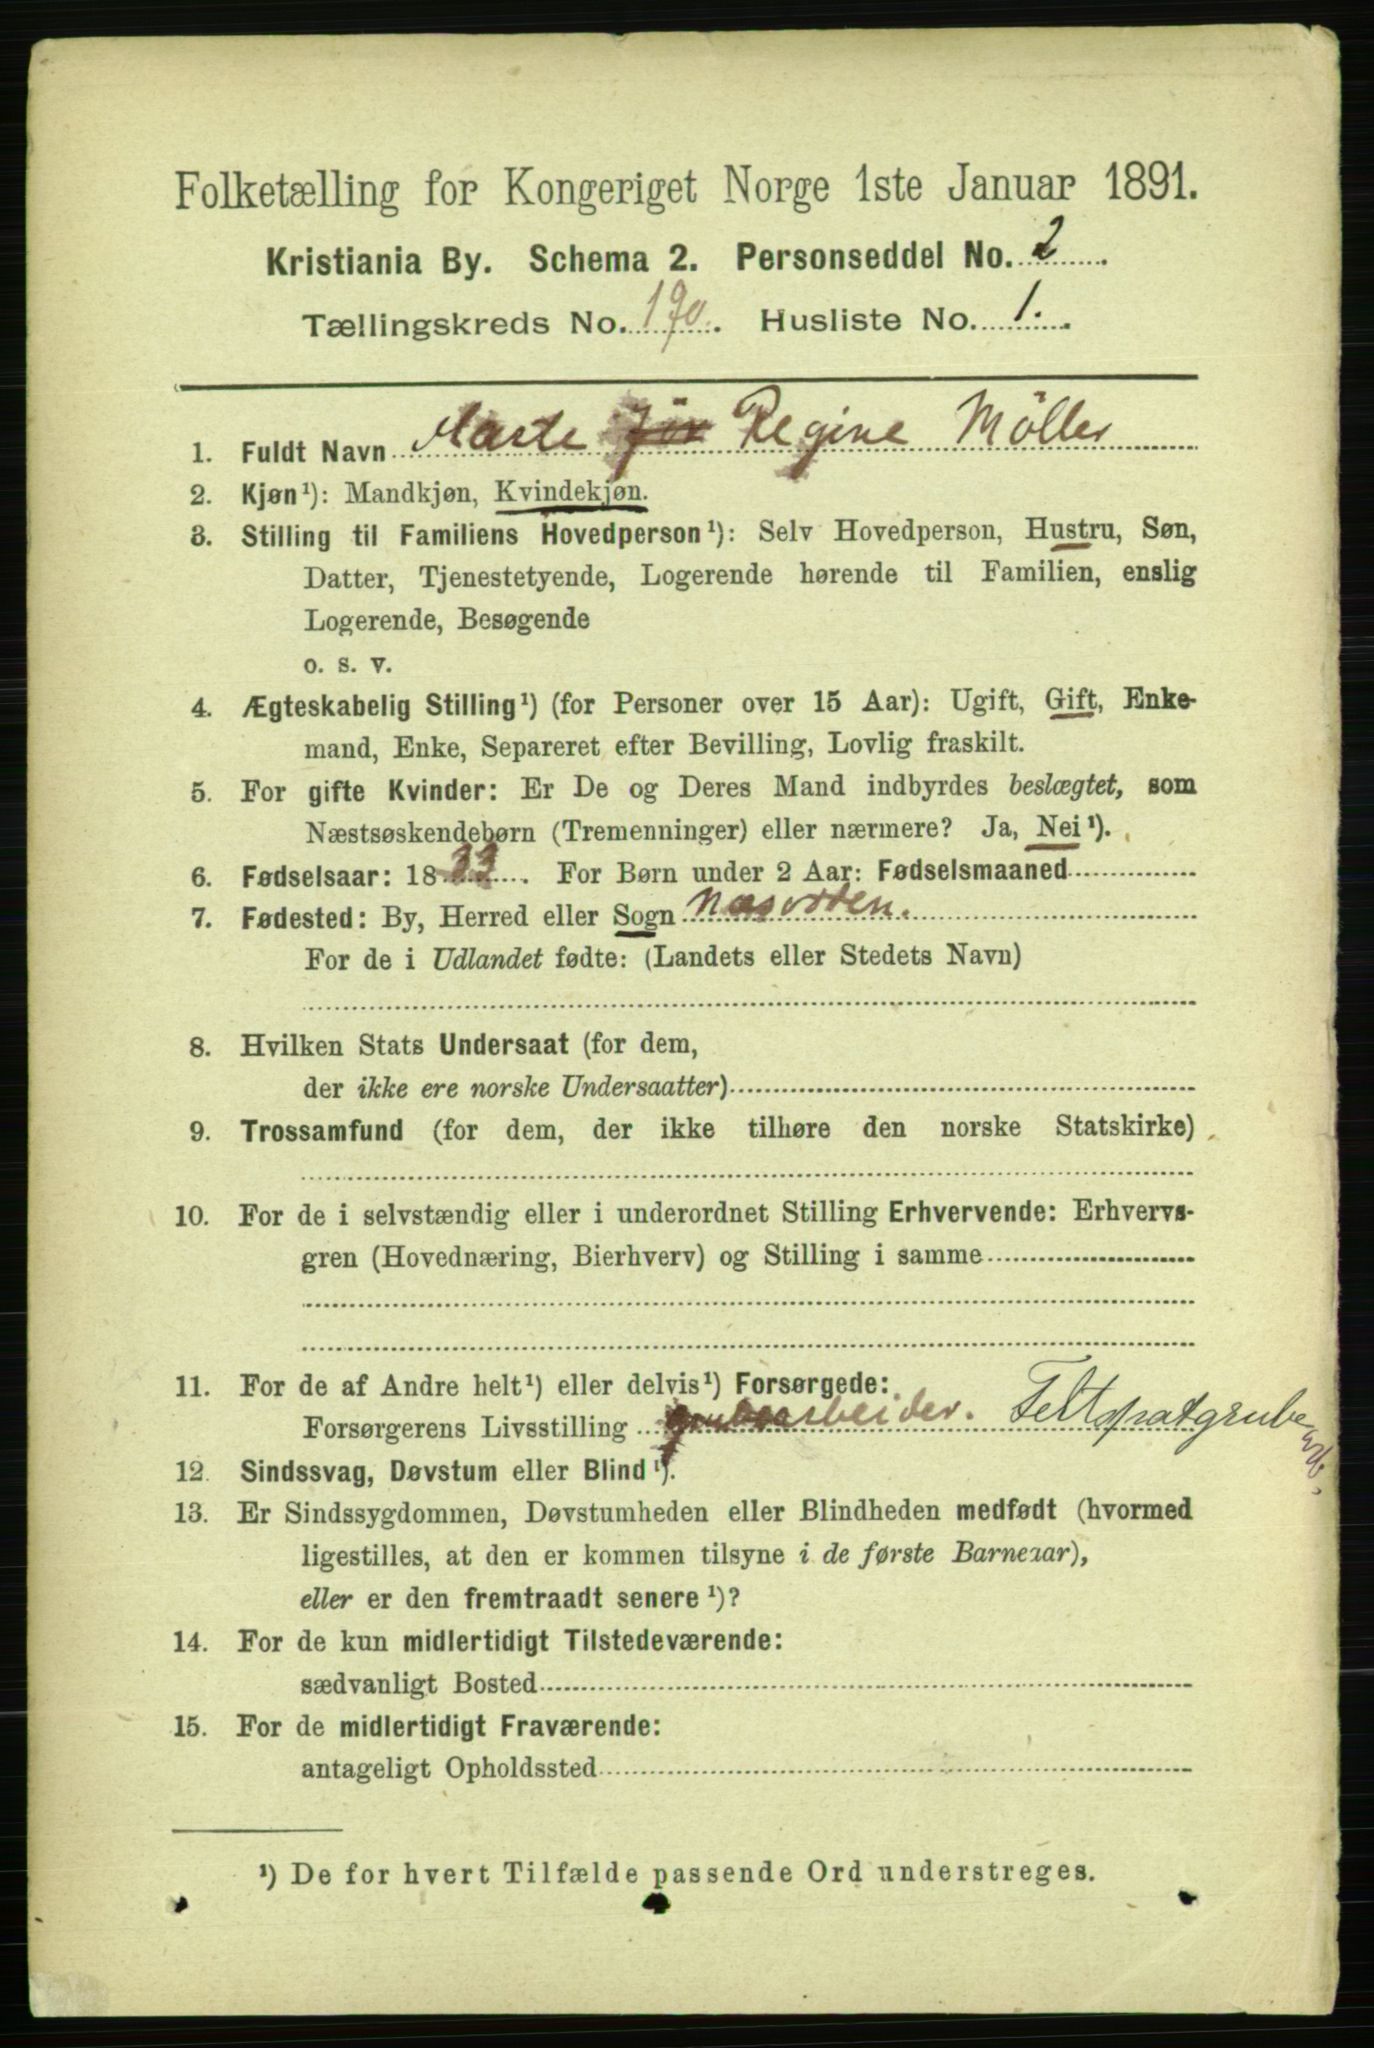 Folketælling for Kongeriget Norge 1ste Januar 1891.
Kristiania By. Schema 2. Personseddel No. 2
Tællingskreds No. 190. Husliste No. 1.
1. Fuldt Navn Marte Regine Möller
2. Kjøn¹): Mandkjøn, Kvindekjøn.
3. Stilling til Familiens Hovedperson¹): Selv Hovedperson, Hustru, Søn,
Datter, Tjenestetyende, Logerende hørende til Familien, enslig
Logerende, Besøgende
o. s. v.
4. Ægteskabelig Stilling¹) (for Personer over 15 Aar): Ugift, Gift, Enke-
mand, Enke, Separeret efter Bevilling, Lovlig fraskilt.
5. For gifte Kvinder: Er De og Deres Mand indbyrdes beslægtet, som
Næstsøskendebørn (Tremenninger) eller nærmere? Ja, Nei¹).
6. Fødselsaar: 1833. For Børn under 2 Aar: Fødselsmaaned
7. Fødested: By, Herred eller Sogn Næsodden.
For de i Udlandet fødte: (Landets eller Stedets Navn)
8. Hvilken Stats Undersaat (for dem,
der ikke ere norske Undersaatter)
9. Trossamfund (for dem, der ikke tilhøre den norske Statskirke)
10. For de i selvstændig eller i underordnet Stilling Erhvervende: Erhvervs-
gren (Hovednæring, Bierhverv) og Stilling i samme
11. For de af Andre helt¹) eller delvis¹) Forsørgede:
Forsørgerens Livsstilling grubearbeider. Feltspatgrube
12. Sindssvag, Døvstum eller Blind¹).
13. Er Sindssygdommen, Døvstumheden eller Blindheden medfødt (hvormed
ligestilles, at den er kommen tilsyne i de første Barneaar),
eller er den fremtraadt senere¹)?
14. For de kun midlertidigt Tilstedeværende:
sædvanligt Bosted
15. For de midlertidigt Fraværende:
antageligt Opholdssted
¹) De for hvert Tilfælde passende Ord understreges.